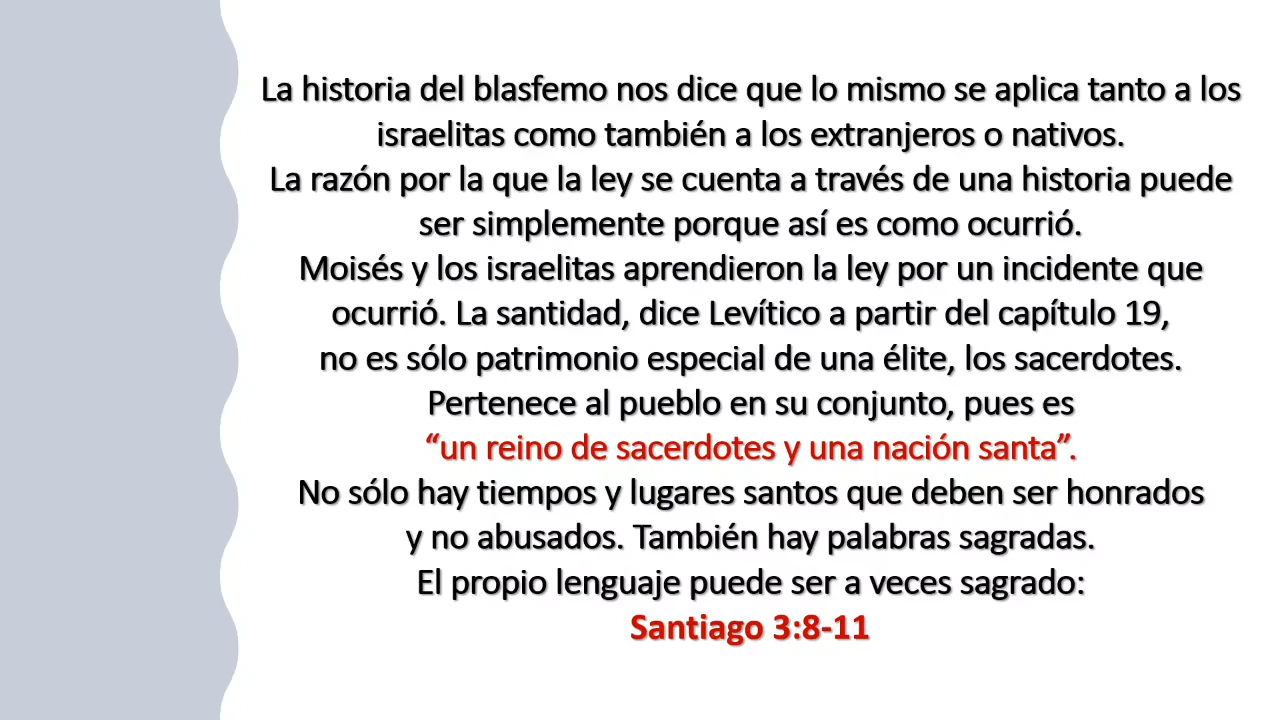 La historia del blasfemo nos dice que lo mismo se aplica tanto a los
israelitas como también a los extranjeros o nativos.
La razón por la que la ley se cuenta a través de una historia puede
ser simplemente porque así es como ocurrió.
Moisés y los israelitas aprendieron la ley por un incidente que
ocurrió. La santidad, dice Levítico a partir del capítulo 19,
no es sólo patrimonio especial de una élite, los sacerdotes.
Pertenece al pueblo en su conjunto, pues es
“un reino de sacerdotes y una nación santa”.
No sólo hay tiempos y lugares santos que deben ser honrados
y no abusados. También hay palabras sagradas.
El propio lenguaje puede ser a veces sagrado:
Santiago 3:8-11